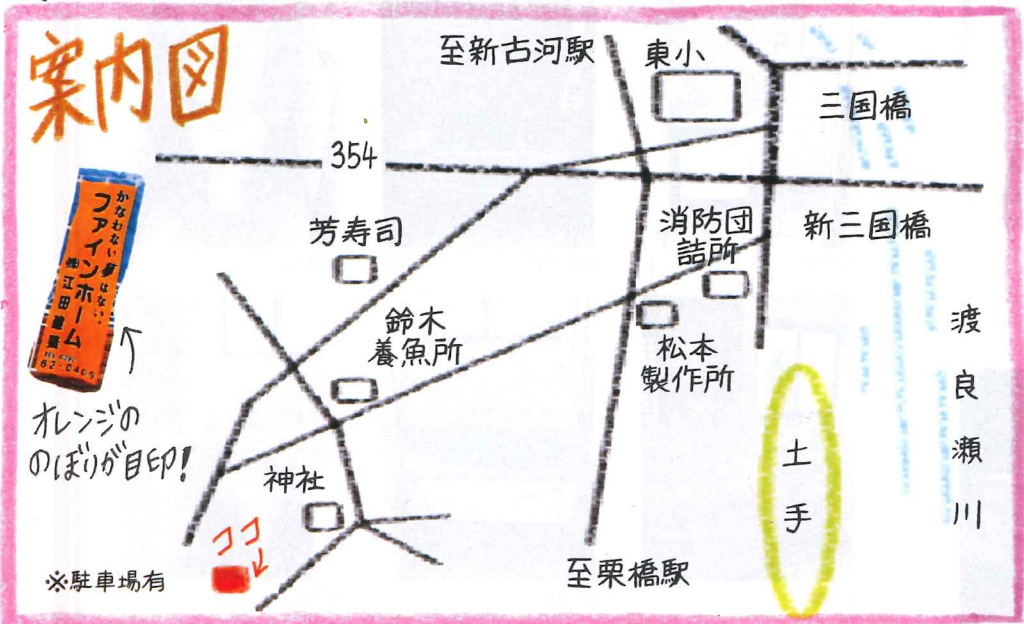 案内図
至新古河駅
東小
三国橋
354
かなわない夢はない。
ファインホーム
㈱江田建築
62-0409
芳寿司
消防団
詰所
新三国橋
鈴木
養魚所
松本
製作所
渡良瀬川
オレンジの
のぼりが目印!
土手
神社
ココ
※駐車場有
至栗橋駅